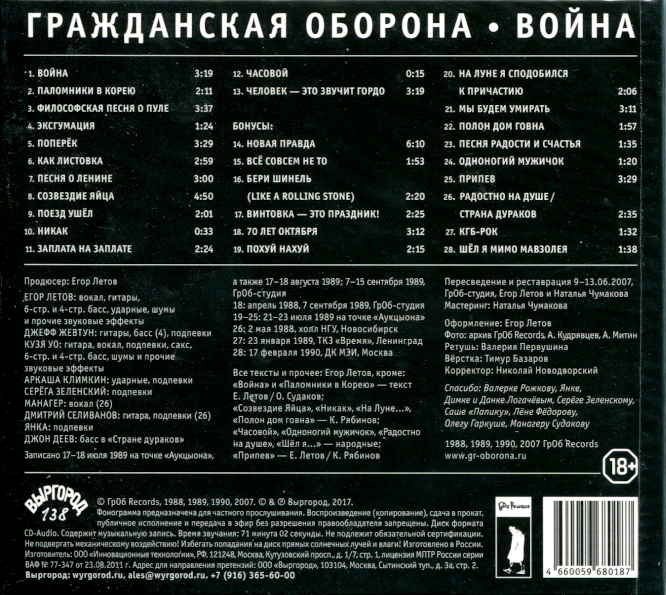 ГРАЖДАНСКАЯ ОБОРОНА • ВОЙНА
1. ВОЙНА 3:19
2. ПАЛОМНИКИ В КОРЕЮ 2:11
3. ФИЛОСОФСКАЯ ПЕСНЯ О ПУЛЕ 3:37
4. ЭКСГУМАЦИЯ 1:24
5. ПОПЕРЁК 3:29
6. КАК ЛИСТОВКА 2:59
7. ПЕСНЯ О ЛЕНИНЕ 3:00
8. СОЗВЕЗДИЕ ЯЙЦА 4:50
9. ПОЕЗД УШЁЛ 2:01
10. НИКАК 0:33
11. ЗАПЛАТА НА ЗАПЛАТЕ 2:24
12. ЧАСОВОЙ 0:15
13. ЧЕЛОВЕК — ЭТО ЗВУЧИТ ГОРДО 3:19
БОНУСЫ:
14. НОВАЯ ПРАВДА 6:10
15. ВСЁ СОВСЕМ НЕ ТО 1:53
16. БЕРИ ШИНЕЛЬ
(LIKE A ROLLING STONE) 2:20
17. ВИНТОВКА — ЭТО ПРАЗДНИК! 2:25
18. 70 ЛЕТ ОКТЯБРЯ 3:12
19. ПОХУЙ НАХУЙ 2:15
20. НА ЛУНЕ Я СПОДОБИЛСЯ
К ПРИЧАСТИЮ 2:06
21. МЫ БУДЕМ УМИРАТЬ 3:11
22. ПОЛОН ДОМ ГОВНА 1:57
23. ПЕСНЯ РАДОСТИ И СЧАСТЬЯ 1:35
24. ОДНОНОГИЙ МУЖИЧОК 1:20
25. ПРИПЕВ 3:29
26. РАДОСТНО НА ДУШЕ /
СТРАНА ДУРАКОВ 2:35
27. КГБ-РОК 1:32
28. ШЁЛ Я МИМО МАВЗОЛЕЯ 1:38
Продюсер: Егор Летов
ЕГОР ЛЕТОВ: вокал, гитары,
6-стр. и 4-стр. басс, ударные, шумы
и прочие звуковые эффекты
ДЖЕФФ ЖЕВТУН: гитары, басс (4), подпевки
КУЗЯ УО: гитара, вокал, подпевки, сакс,
6-стр. и 4-стр. басс, шумы и прочие
звуковые эффекты
АРКАША КЛИМКИН: ударные, подпевки
СЕРЁГА ЗЕЛЕНСКИЙ: подпевки
МАНАГЕР: вокал (26)
ДМИТРИЙ СЕЛИВАНОВ: гитара, подпевки (26)
ЯНКА: подпевки
ДЖОН ДЕЕВ: басс в «Стране дураков»
Записано 17–18 июля 1989 на точке «Аукцыона»,
а также 17–18 августа 1989; 7–15 сентября 1989,
ГрОб-студия
18: апрель 1988, 7 сентября 1989, ГрОб-студия
19–25: 21–23 июля 1989 на точке «Аукцыона»
26: 2 мая 1988, холл НГУ, Новосибирск
27: 23 января 1989, ТКЗ «Время», Ленинград
28: 17 февраля 1990, ДК МЭИ, Москва
Все тексты и прочее: Егор Летов, кроме:
«Война» и «Паломники в Корею» — текст
Е. Летов / О. Судаков;
«Созвездие Яйца», «Никак», «На Луне...»,
«Полон дом говна» — К. Рябинов;
«Часовой», «Одноногий мужичок», «Радостно
на душе», «Шёл я...» — народные;
«Припев» — Е. Летов / К. Рябинов
Пересведение и реставрация 9–13.06.2007,
ГрОб-студия, Егор Летов и Наталья Чумакова
Мастеринг: Наталья Чумакова
Оформление: Егор Летов
Фото: архив ГрОб Records, А. Кудрявцев, А. Митин
Ретушь: Валерия Первушина
Вёрстка: Тимур Базаров
Корректор: Николай Новодворский
Спасибо: Валерке Рожкову, Янке,
Димке и Данке Логачёвым, Серёге Зеленскому,
Саше «Папику», Лёне Фёдорову,
Олегу Гаркуше, Манагеру Судакову
1988, 1989, 1990, 2007 ГрОб Records
www.gr-oborona.ru
18+
ВЫРГОРОД
138
© ГрОб Records, 1988, 1989, 1990, 2007. © & ℗ Выргород, 2017.
Фонограмма предназначена для частного прослушивания. Воспроизведение (копирование), сдача в прокат,
публичное исполнение и передача в эфир без разрешения правообладателя запрещены. Диск формата
CD-Audio. Содержит музыкальную запись. Время звучания: 71 минута 02 секунды. Не подлежит обязательной сертификации.
Не подвергать механическому воздействию! Избегать попадания на диск прямых солнечных лучей и влаги! Изготовлено в России.
Изготовитель: ООО «Инновационные технологии», РФ, 121248, Москва, Кутузовский просп., д. 1/7, стр. 1, лицензия МПТР России серии
ВАФ № 77-347 от 23.08.2011 г. Адрес для направления претензий: ООО «Выргород», 103104, Москва, Сытинский туп., д. 3а, стр. 2.
Выргород: wyrgorod.ru, ales@wyrgorod.ru, +7 (916) 365-60-00
ГрОб Records
4 660059 680187